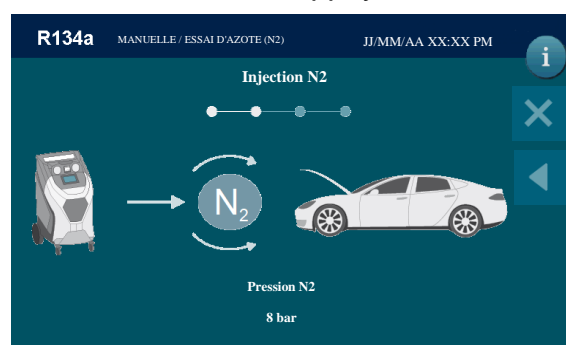 R134a MANUELLE / ESSAI D'AZOTE (N2) JJ/MM/AA XX:XX PM
i
Injection N2
N2
Pression N2
8 bar